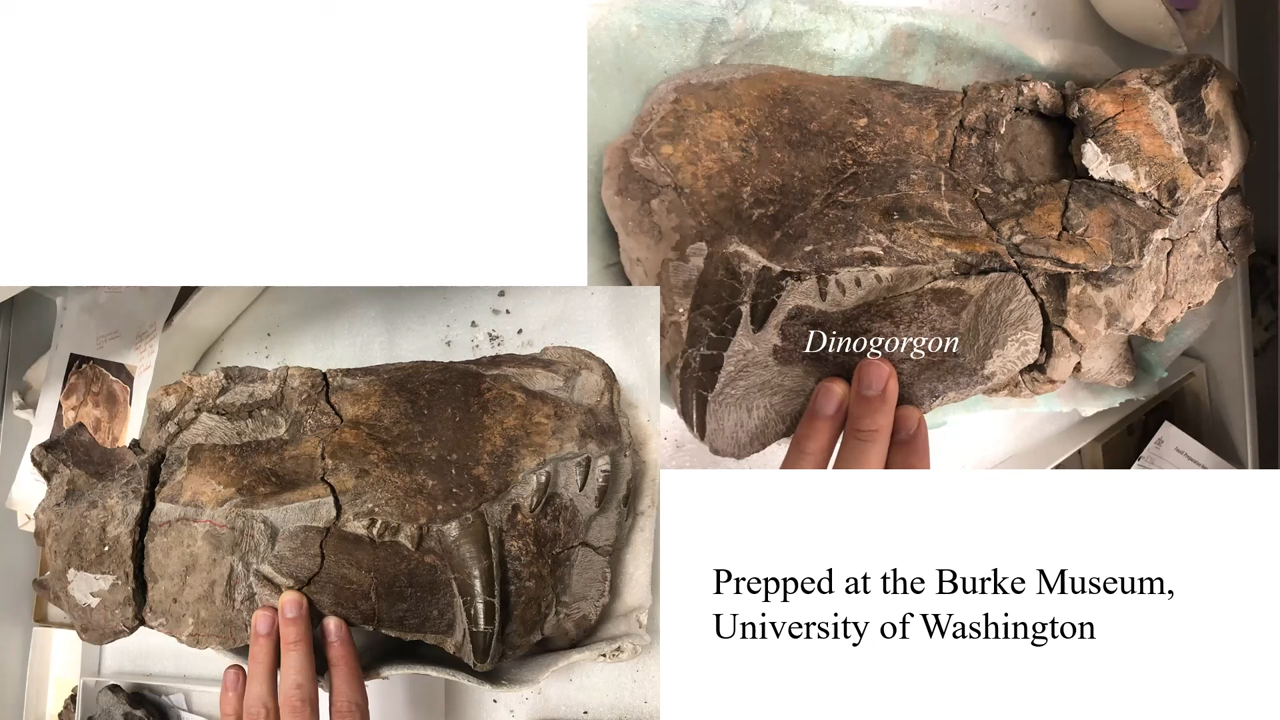 Dinogorgon
Prepped at the Burke Museum,
University of Washington